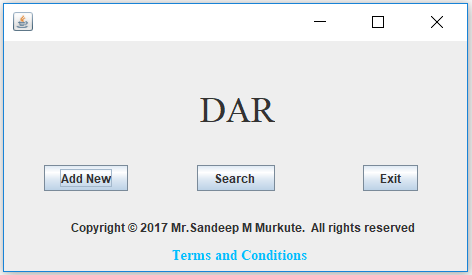 DAR
Add New Search Exit
Copyright © 2017 Mr.Sandeep M Murkute. All rights reserved
Terms and Conditions